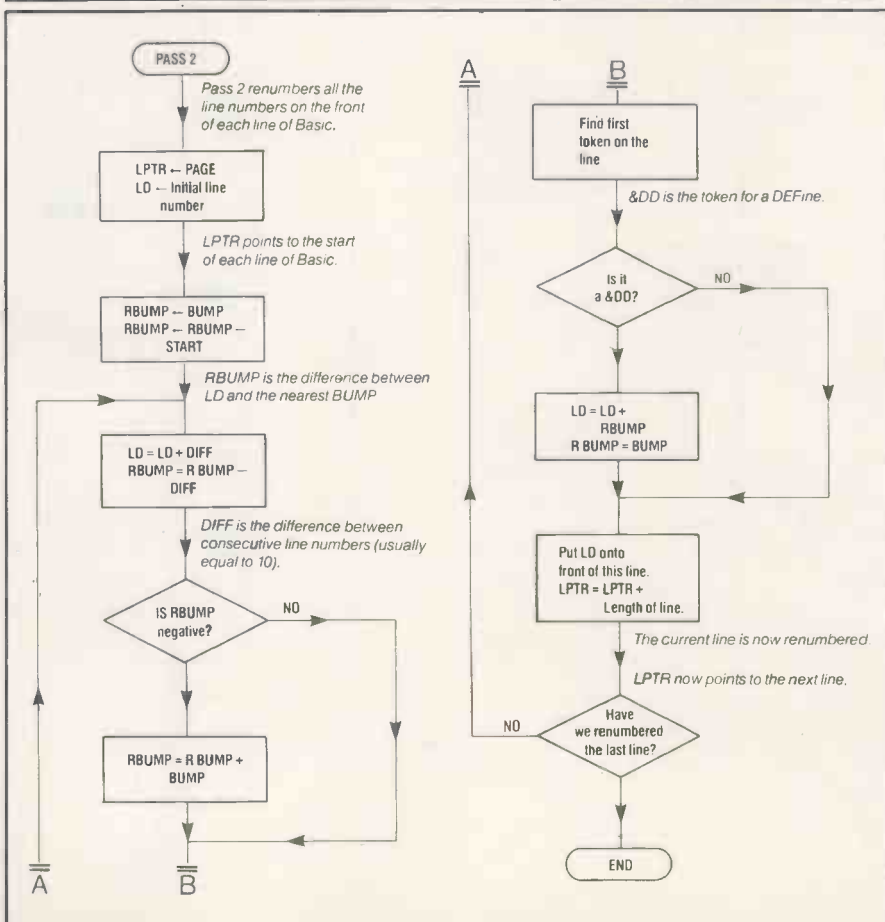 PASS 2
Pass 2 renumbers all the
line numbers on the front
of each line of Basic.
LPTR ← PAGE
LD ← Initial line
number
LPTR points to the start
of each line of Basic.
RBUMP ← BUMP
RBUMP ← RBUMP –
START
RBUMP is the difference between
LD and the nearest BUMP
LD = LD + DIFF
RBUMP = R BUMP –
DIFF
DIFF is the difference between
consecutive line numbers (usually
equal to 10).
IS RBUMP
negative?
NO
RBUMP = R BUMP +
BUMP
A
B
A
B
Find first
token on the
line
&DD is the token for a DEFine.
Is it
a &DD?
NO
LD = LD +
RBUMP
R BUMP = BUMP
Put LD onto
front of this line.
LPTR = LPTR +
Length of line.
The current line is now renumbered.
LPTR now points to the next line.
NO
Have
we renumbered
the last line?
END